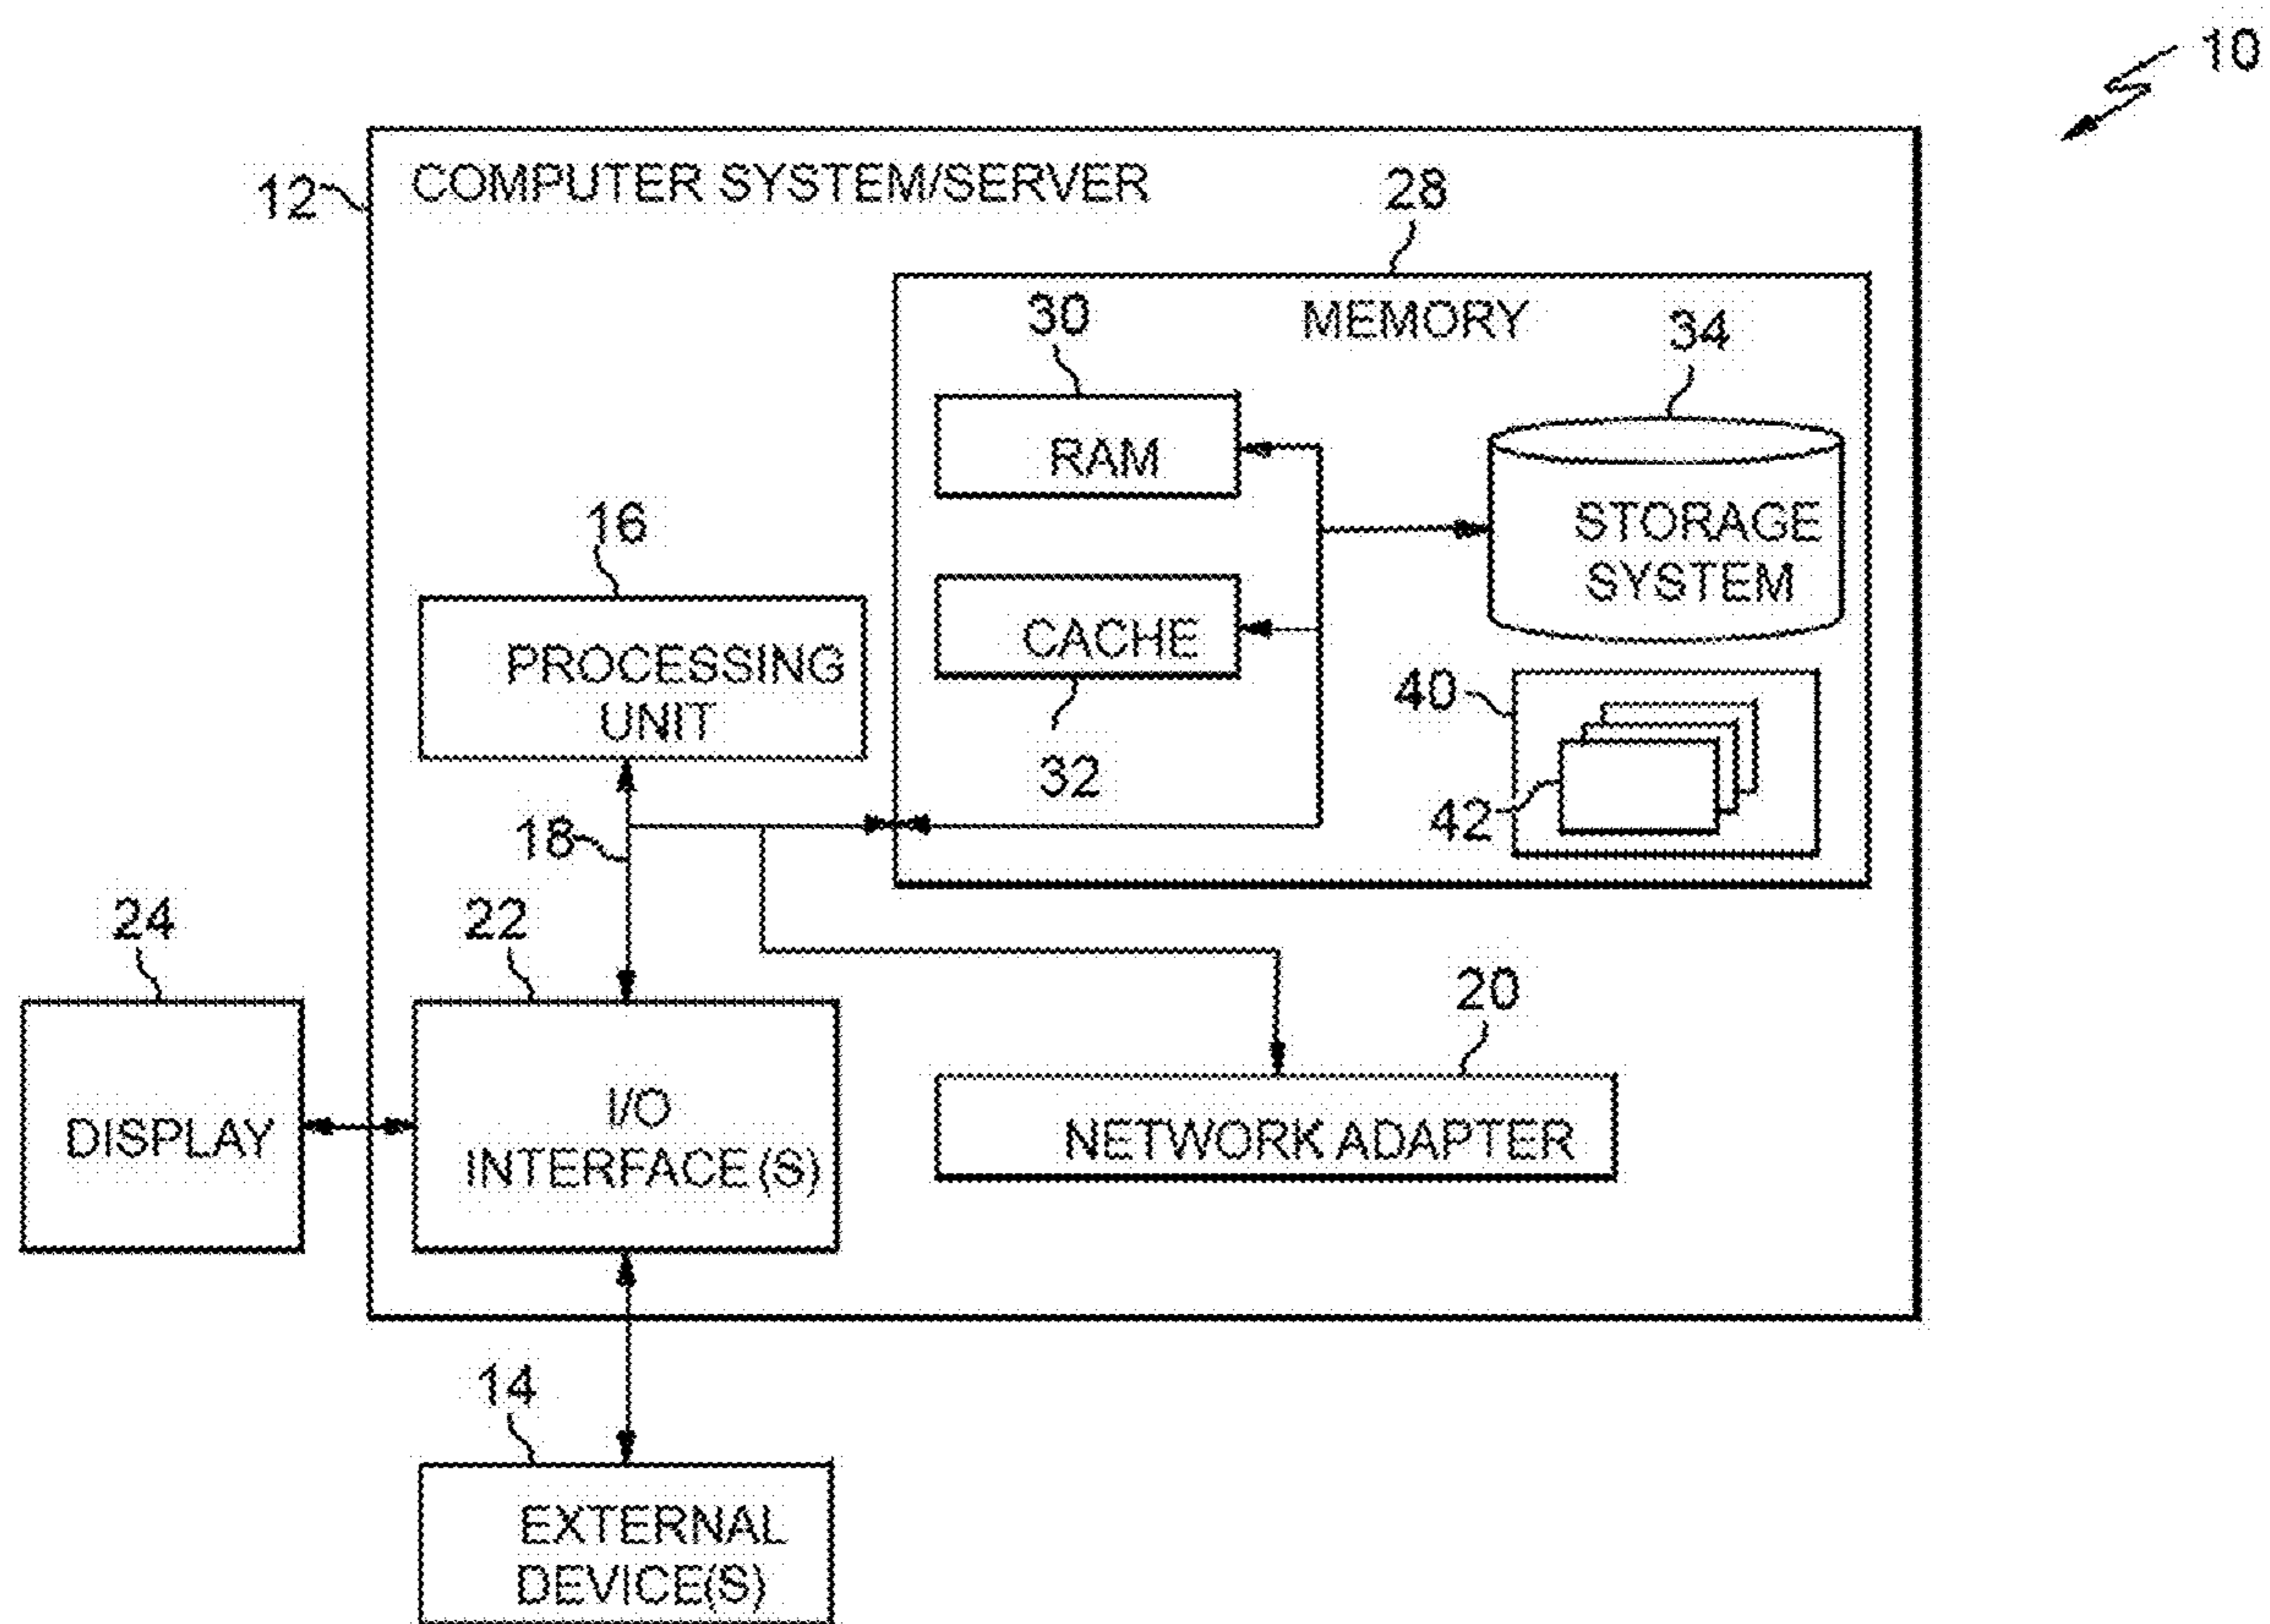 10
12
COMPUTER SYSTEM/SERVER
28
MEMORY
30
34
RAM
STORAGE
SYSTEM
16
PROCESSING
UNIT
CACHE
32
40
42
18
24
22
20
DISPLAY
I/O
INTERFACE(S)
NETWORK ADAPTER
14
EXTERNAL
DEVICE(S)